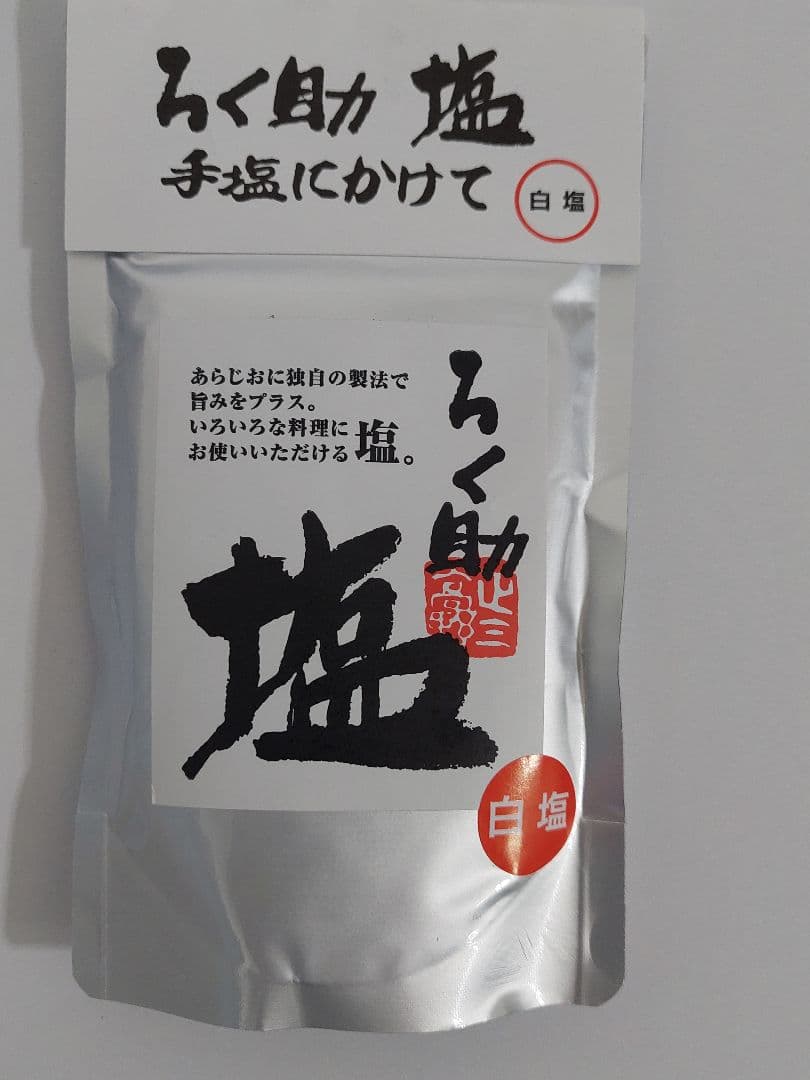 ろく助 塩
手塩にかけて
白塩
あらじおに独自の製法で
旨みをプラス。
いろいろな料理に
お使いいただける塩。
ろく助
塩
白塩